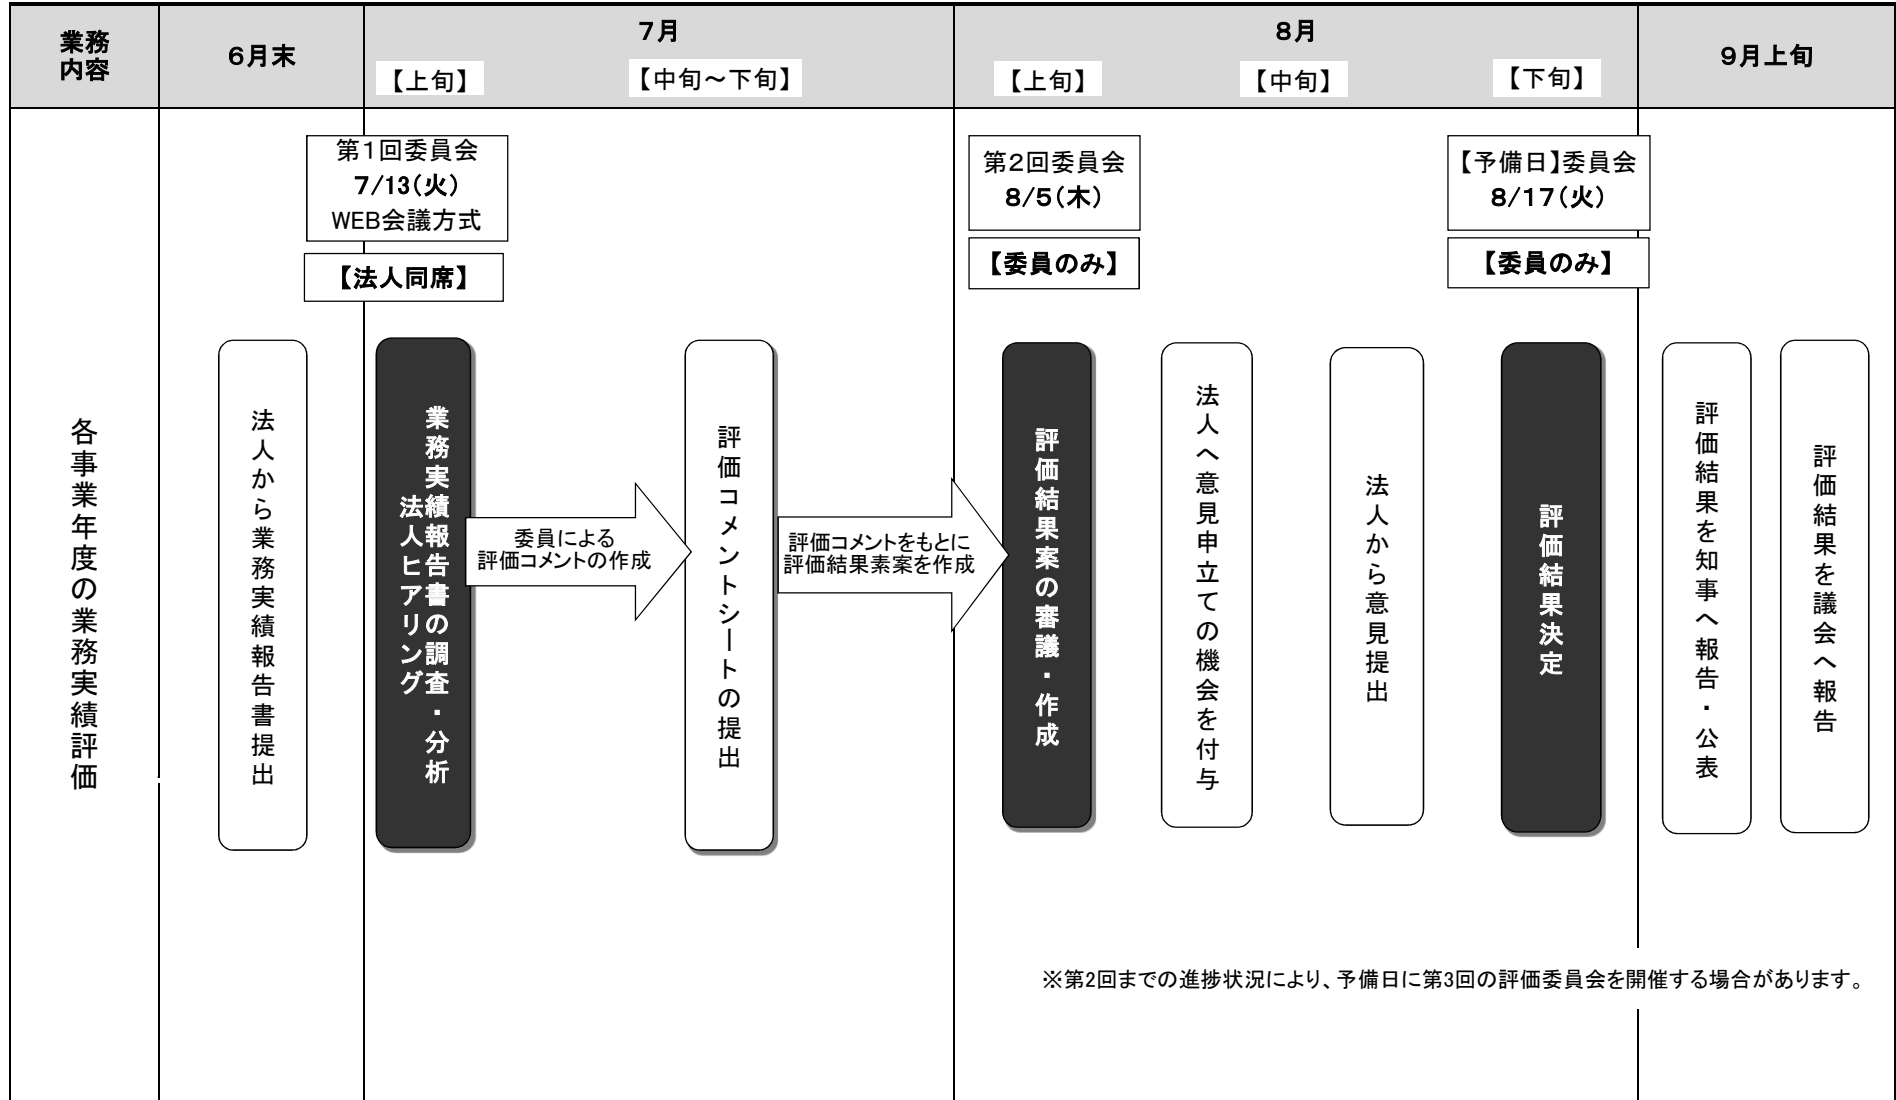 業務
内容
６月末
７月
【上旬】
【中旬～下旬】
８月
【上旬】
【中旬】
【下旬】
９月上旬
第１回委員会
７/１３（火）
WEB会議方式
【法人同席】
第２回委員会
８/５（木）
【委員のみ】
【予備日】委員会
８/１７（火）
【委員のみ】
各事業年度の業務実績評価
法人から業務実績報告書提出
業務実績報告書の調査・分析
法人ヒアリング
委員による
評価コメントの作成
評価コメントシートの提出
評価コメントをもとに
評価結果素案を作成
評価結果案の審議・作成
法人へ意見申立ての機会を付与
法人から意見提出
評価結果決定
評価結果を知事へ報告・公表
評価結果を議会へ報告
※第2回までの進捗状況により、予備日に第3回の評価委員会を開催する場合があります。